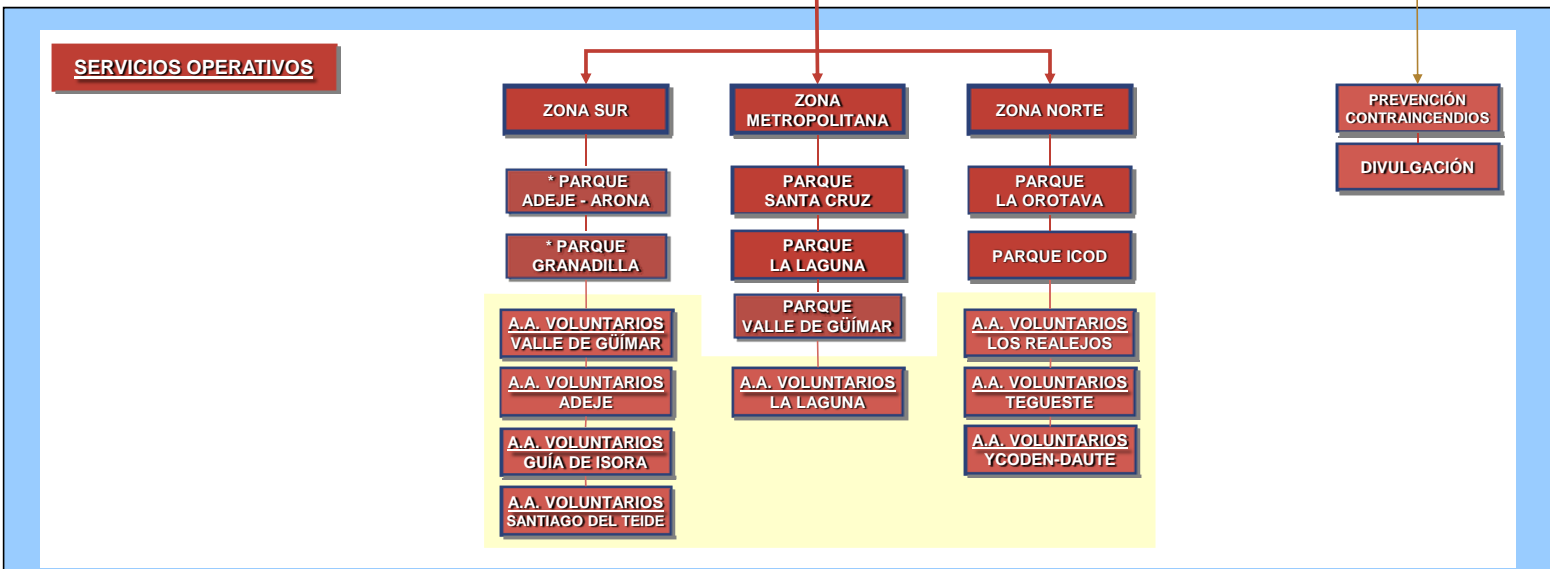 SERVICIOS OPERATIVOS
ZONA SUR
* PARQUE
ADEJE - ARONA
* PARQUE
GRANADILLA
A.A. VOLUNTARIOS
VALLE DE GÜÍMAR
A.A. VOLUNTARIOS
ADEJE
A.A. VOLUNTARIOS
GUÍA DE ISORA
A.A. VOLUNTARIOS
SANTIAGO DEL TEIDE
ZONA
METROPOLITANA
PARQUE
SANTA CRUZ
PARQUE
LA LAGUNA
PARQUE
VALLE DE GÜÍMAR
A.A. VOLUNTARIOS
LA LAGUNA
ZONA NORTE
PARQUE
LA OROTAVA
PARQUE ICOD
A.A. VOLUNTARIOS
LOS REALEJOS
A.A. VOLUNTARIOS
TEGUESTE
A.A. VOLUNTARIOS
YCODEN-DAUTE
PREVENCIÓN
CONTRAINCENDIOS
DIVULGACIÓN